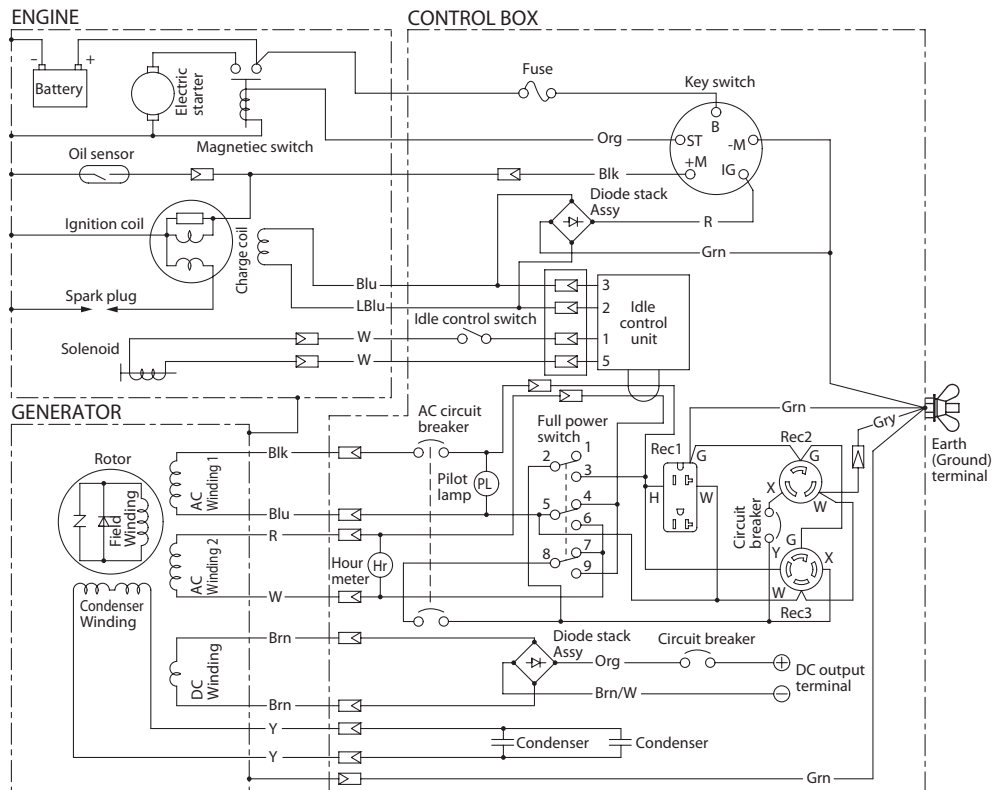 ENGINE
CONTROL BOX
–
+
Battery
Electric
starter
Magnetiec switch
Fuse
Key switch
B
ST
-M
+M
IG
Org
Oil sensor
Blk
Diode stack
Assy
R
Grn
Ignition coil
Charge coil
Blu
LBlu
3
2
1
5
Idle
control
unit
Spark plug
Idle control switch
W
W
Solenoid
GENERATOR
AC circuit
breaker
Full power
switch
Grn
Gry
Earth
(Ground)
terminal
Rotor
Field
Winding
Blk
AC
Winding 1
Blu
Pilot
lamp
PL
1
2
3
4
5
6
7
8
9
Rec1
G
H
W
Rec2
G
X
W
Circuit
breaker
G
Y
X
W
Rec3
R
AC
Winding 2
W
Hour
meter
Hr
Condenser
Winding
Brn
DC
Winding
Brn
Diode stack
Assy
Org
Circuit breaker
+
DC output
terminal
Brn/W
–
Y
Y
Condenser
Condenser
Grn